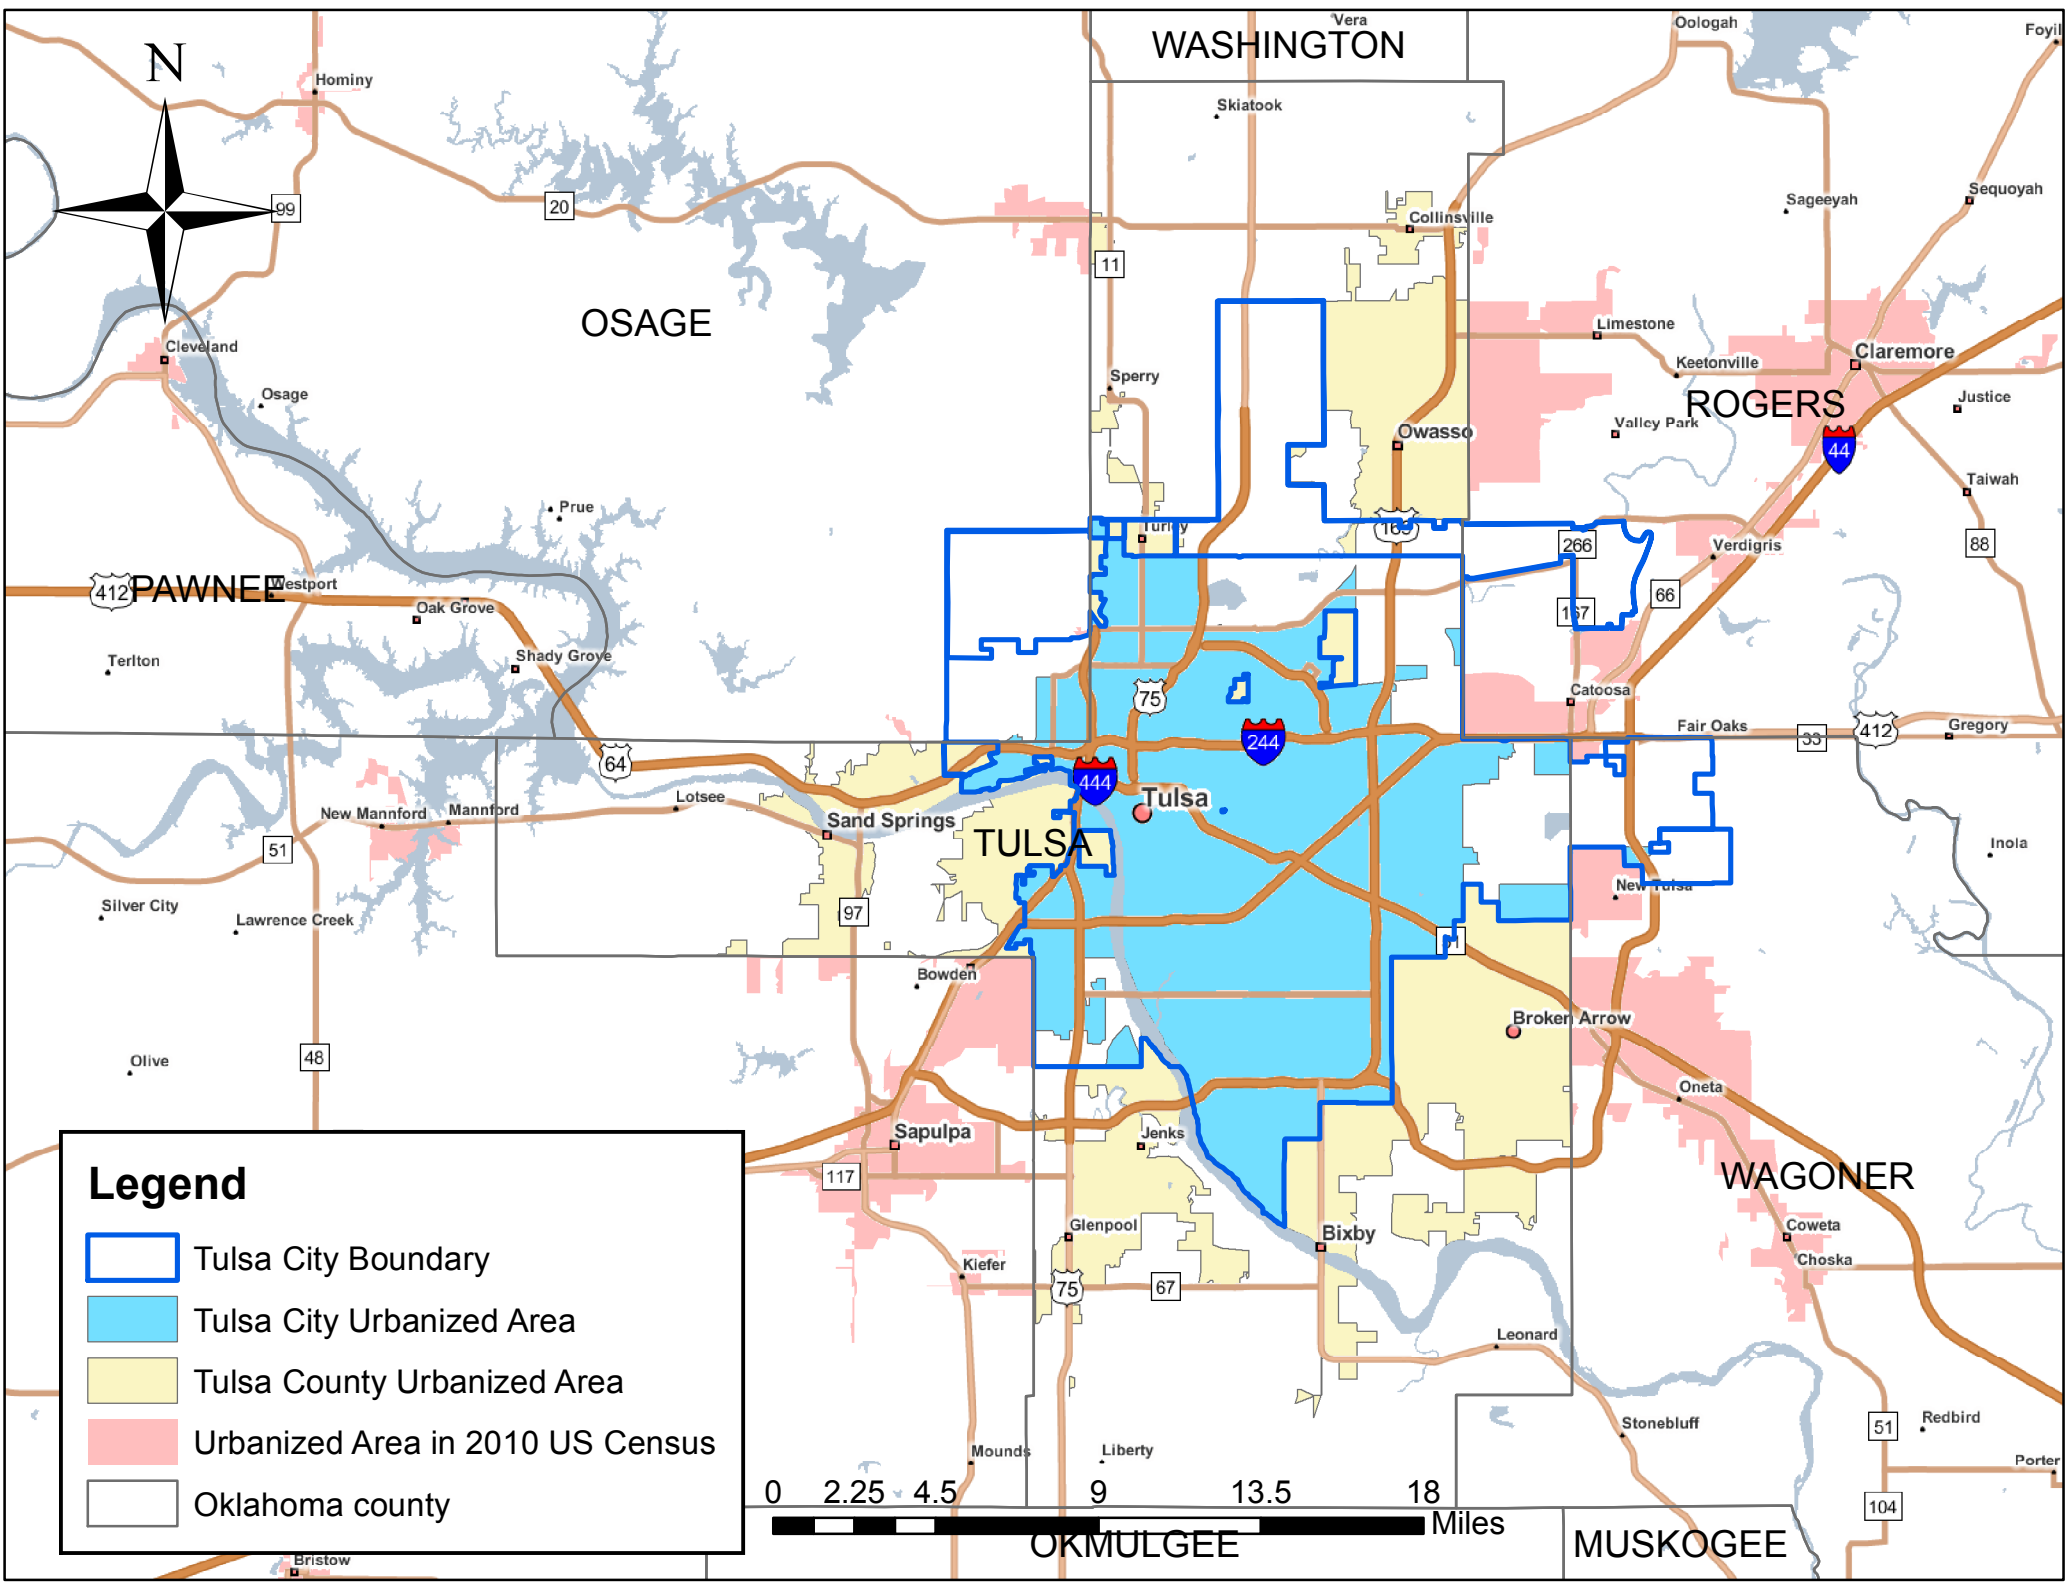 Vera
WASHINGTON
Oologah
Foyil
N
Hominy
Skiatook
99
20
Sageeyah
Sequoyah
Collinsville
11
OSAGE
Limestone
Cleveland
Keetonville
Claremore
Sperry
Osage
ROGERS
Justice
Valley Park
Owasso
44
Taiwah
Prue
Turley
169
266
Verdigris
88
412
PAWNEE
Westport
Oak Grove
167
66
Terlton
Shady Grove
75
Catoosa
Fair Oaks
33
412
Gregory
244
64
444
Lotsee
Tulsa
New Mannford
Mannford
Sand Springs
TULSA
51
Inola
New Tulsa
Silver City
Lawrence Creek
97
51
Bowden
Broken Arrow
48
Olive
Oneta
Sapulpa
Jenks
117
WAGONER
Legend
Tulsa City Boundary
Tulsa City Urbanized Area
Tulsa County Urbanized Area
Urbanized Area in 2010 US Census
Oklahoma county
Glenpool
Bixby
Coweta
Choska
Kiefer
75
67
Leonard
Stonebluff
51
Redbird
Mounds
Liberty
Porter
0 2.25 4.5 9 13.5 18
Miles
104
OKMULGEE
MUSKOGEE
Bristow